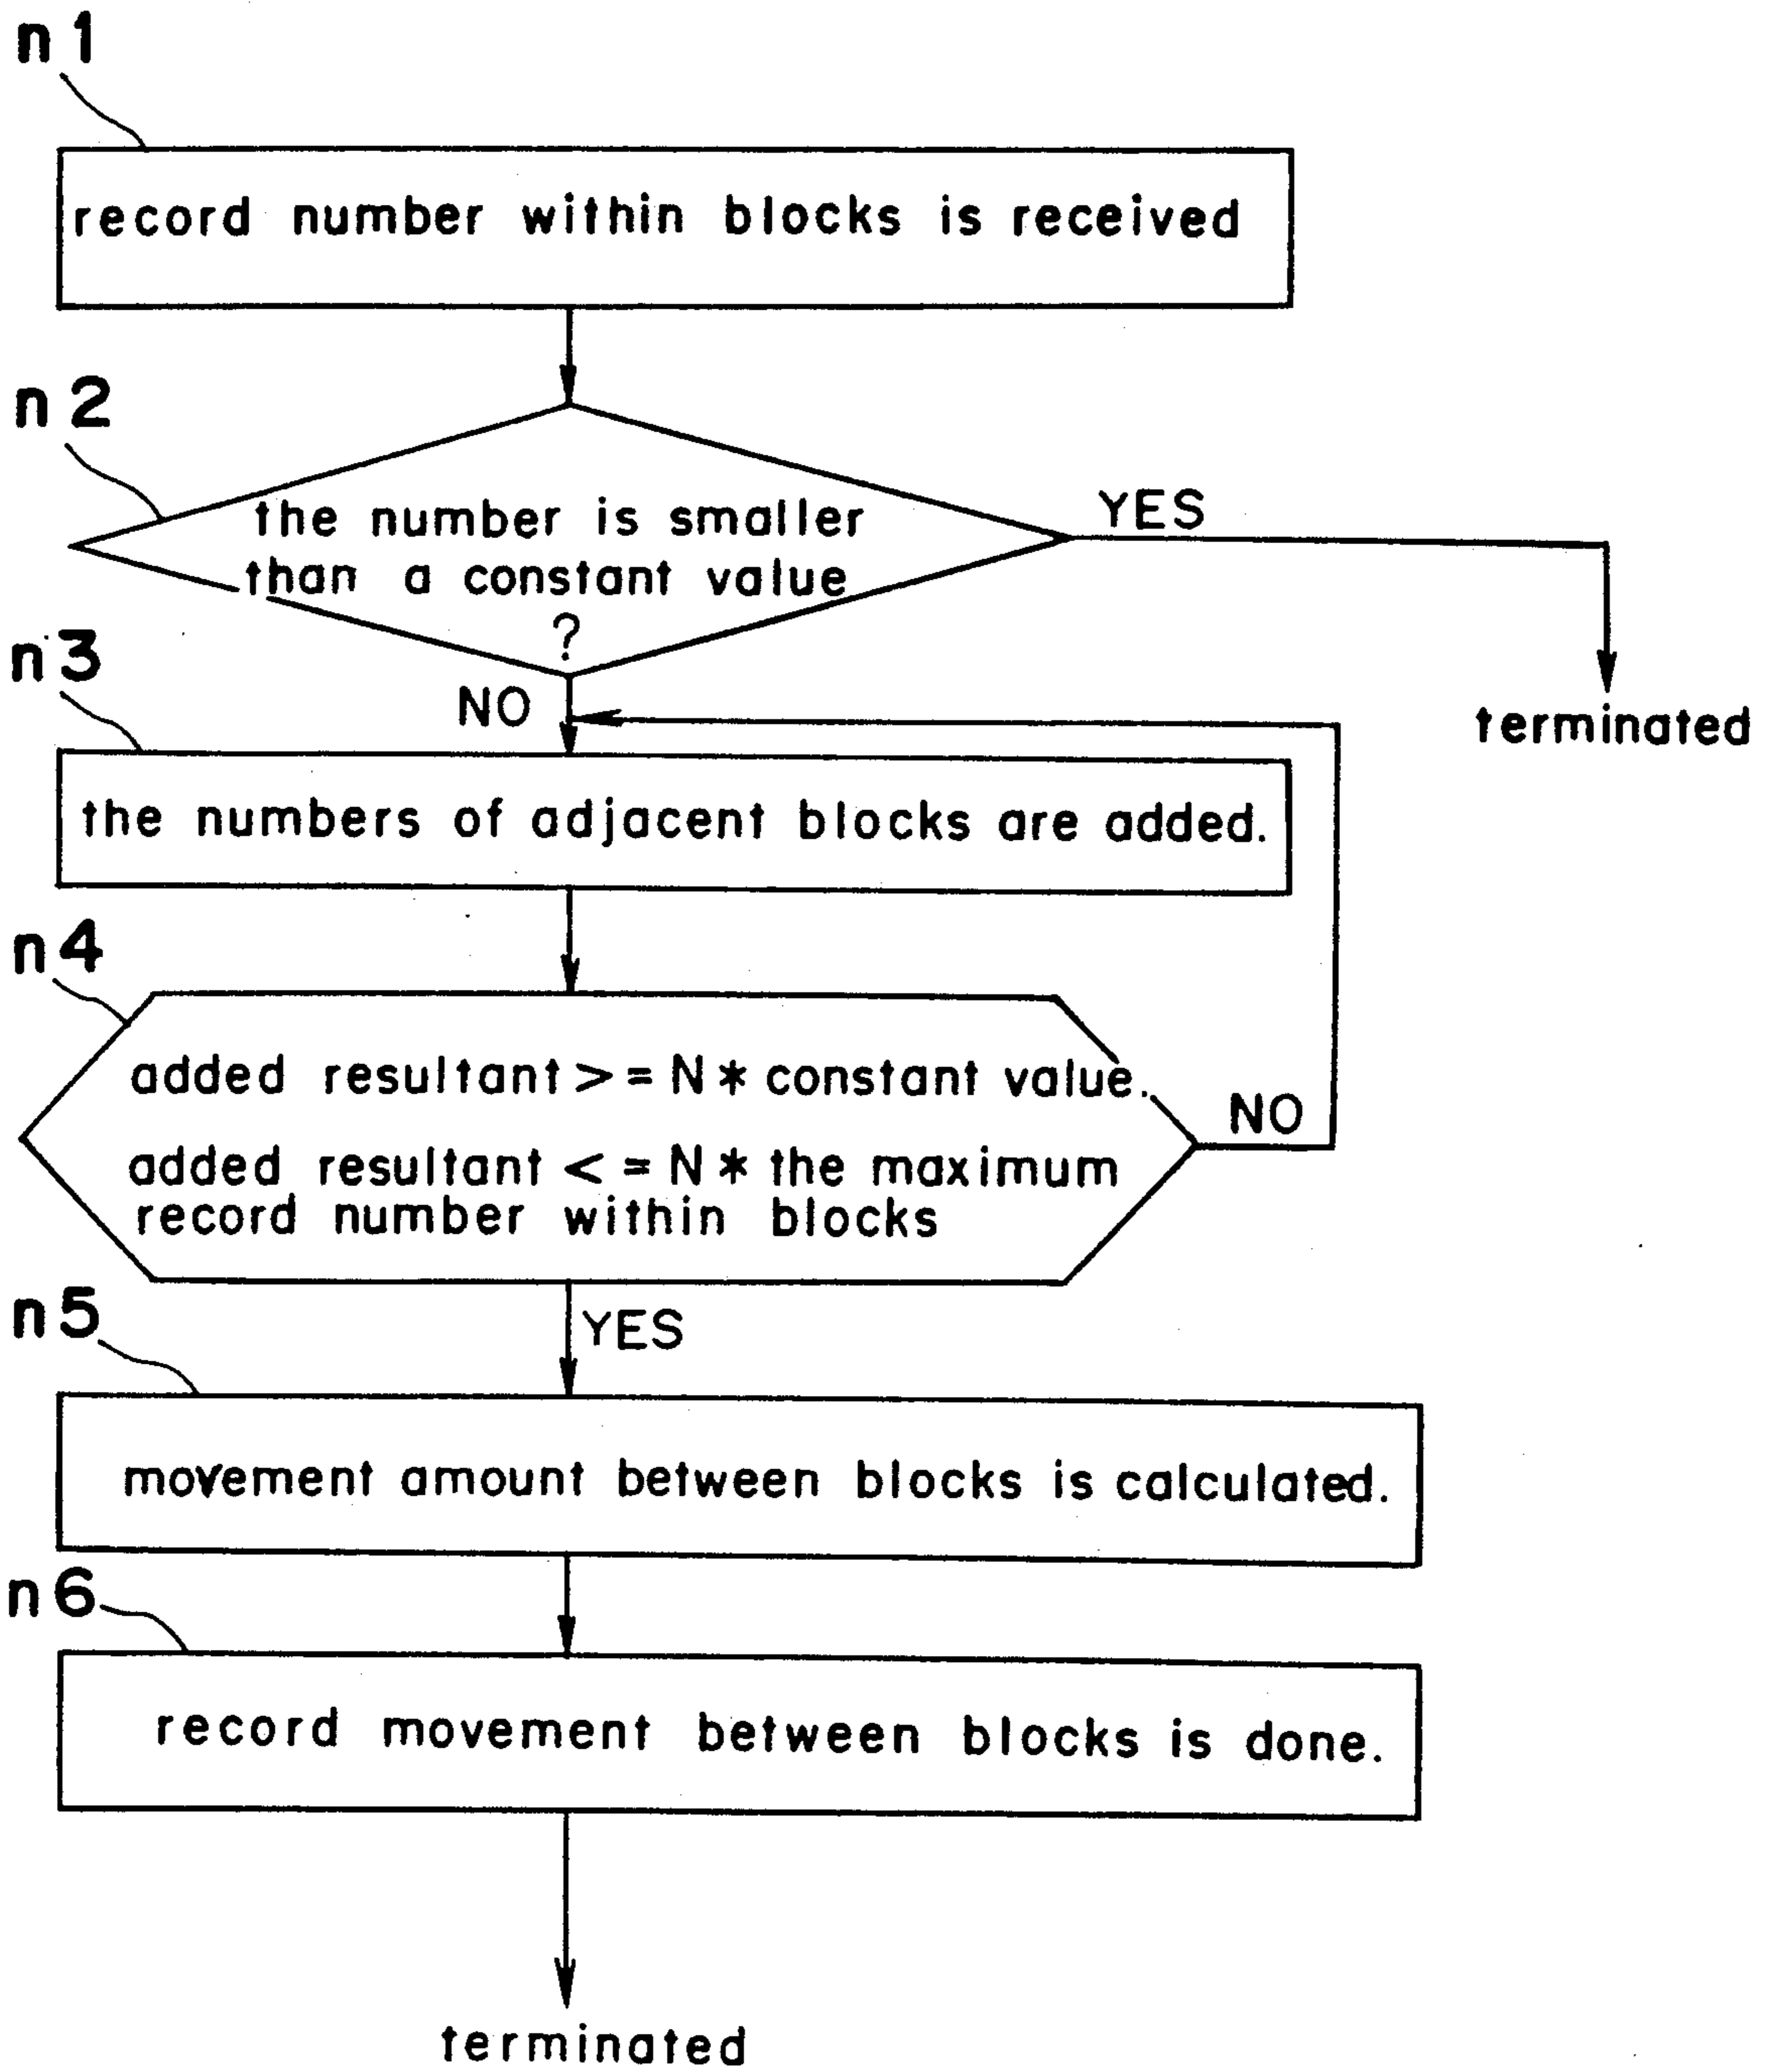 n1
record number within blocks is received
n2
the number is smaller
than a constant value
?
YES
terminated
NO
n3
the numbers of adjacent blocks are added.
n4
added resultant >= N * constant value.
added resultant <= N * the maximum
record number within blocks
NO
YES
n5
movement amount between blocks is calculated.
n6
record movement between blocks is done.
terminated